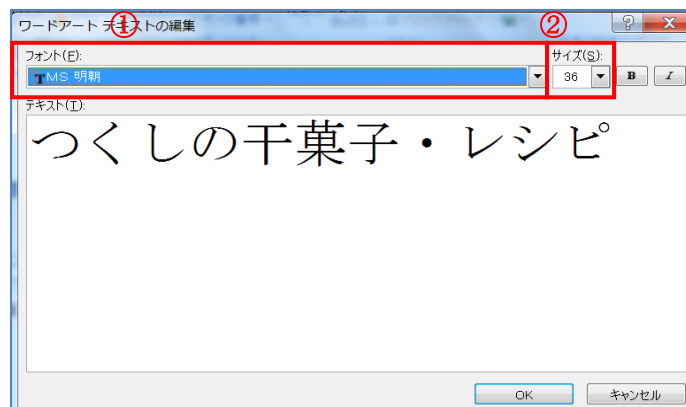 ワードアート テキストの編集
① ②
フォント(F): サイズ(S):
MS 明朝 36 B I
テキスト(T):
つくしの干菓子・レシピ
OK キャンセル